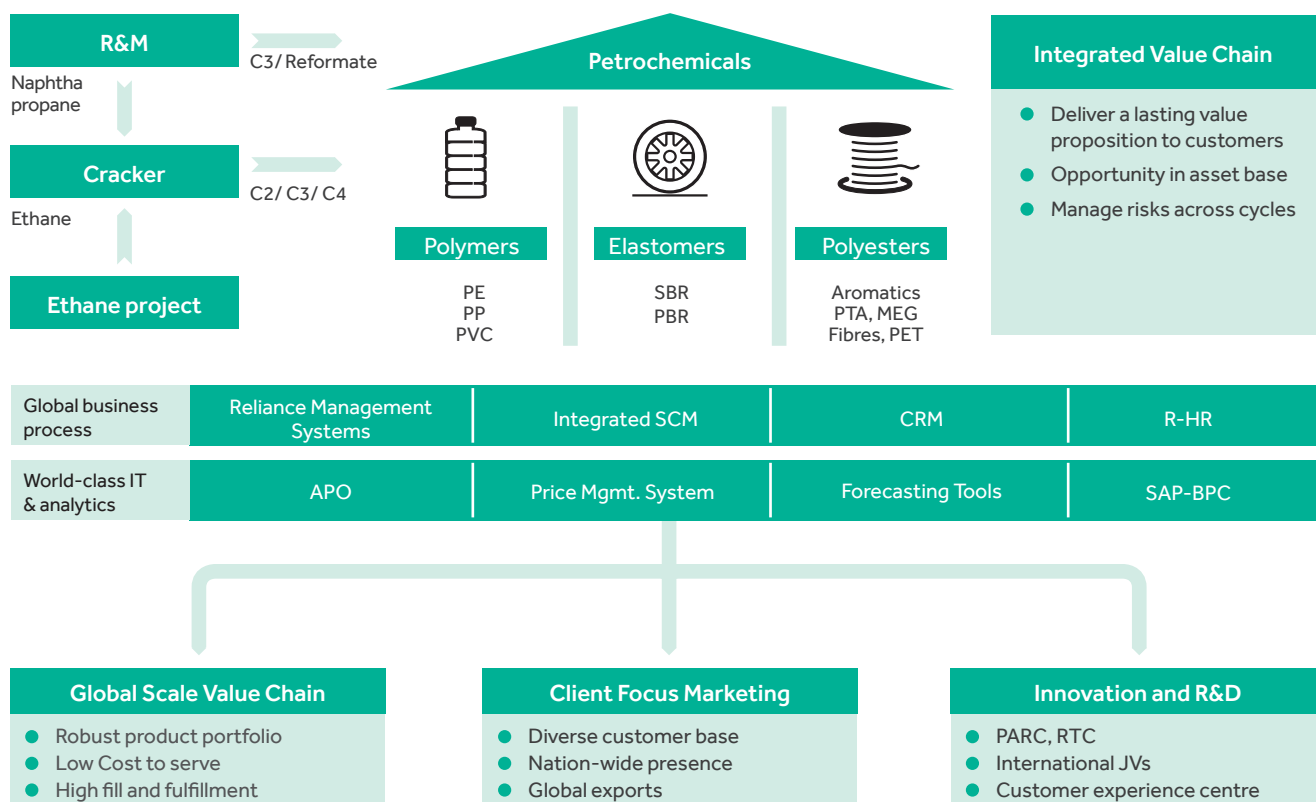 R&M
C3/ Reformate
Naphtha
propane
Cracker
C2/ C3/ C4
Ethane
Ethane project
Petrochemicals
Polymers
PE
PP
PVC
Elastomers
SBR
PBR
Polyesters
Aromatics
PTA, MEG
Fibres, PET
Integrated Value Chain
Deliver a lasting value
proposition to customers
Opportunity in asset base
Manage risks across cycles
Global business
process
Reliance Management
Systems
Integrated SCM
CRM
R-HR
World-class IT
& analytics
APO
Price Mgmt. System
Forecasting Tools
SAP-BPC
Global Scale Value Chain
Robust product portfolio
Low Cost to serve
High fill and fulfillment
Client Focus Marketing
Diverse customer base
Nation-wide presence
Global exports
Innovation and R&D
PARC, RTC
International JVs
Customer experience centre